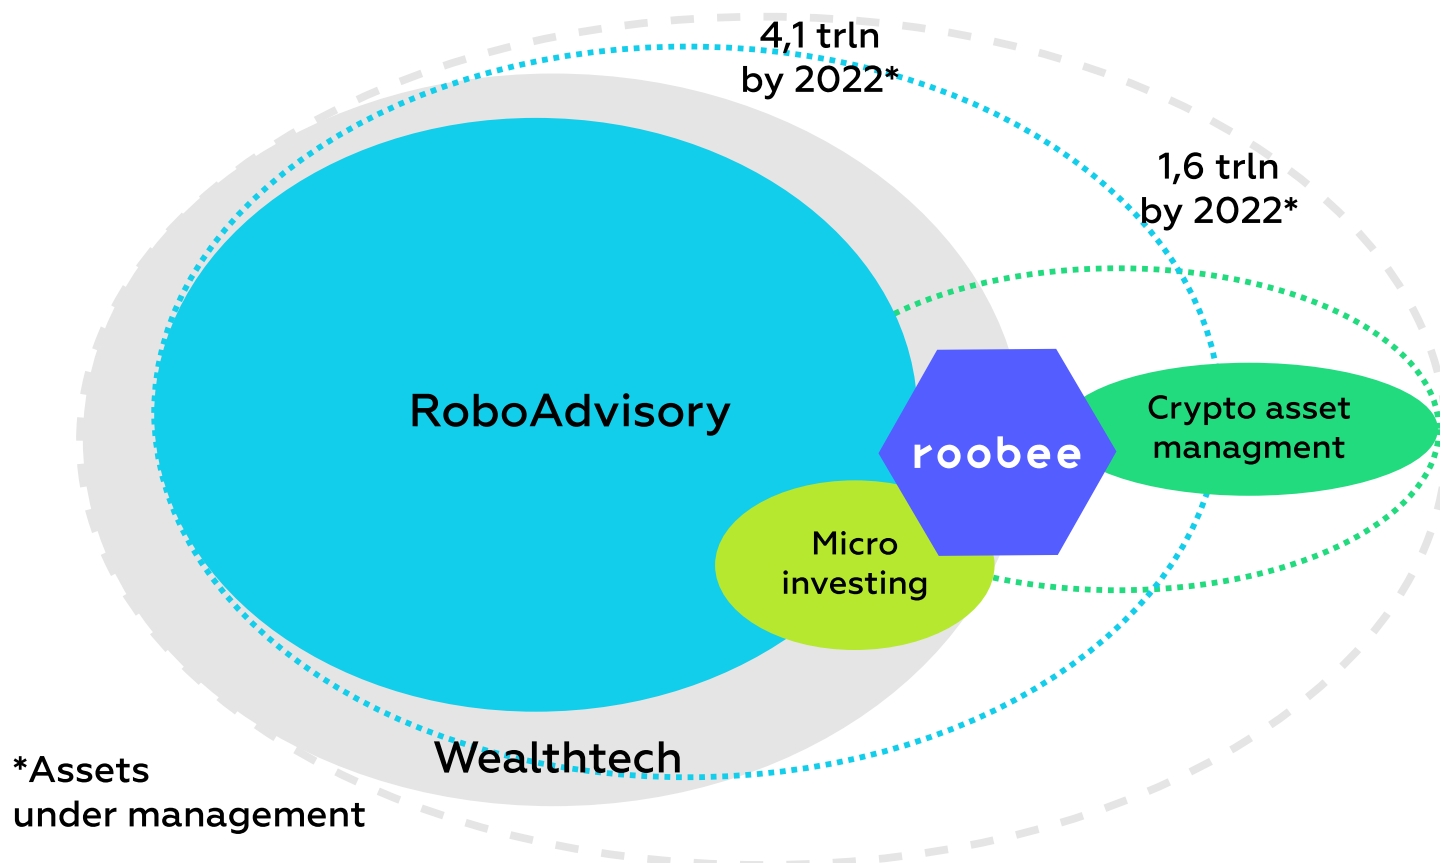 4,1 trln
by 2022*
1,6 trln
by 2022*
RoboAdvisory
Crypto asset
managment
roobee
Micro
investing
Wealthtech
*Assets
under management